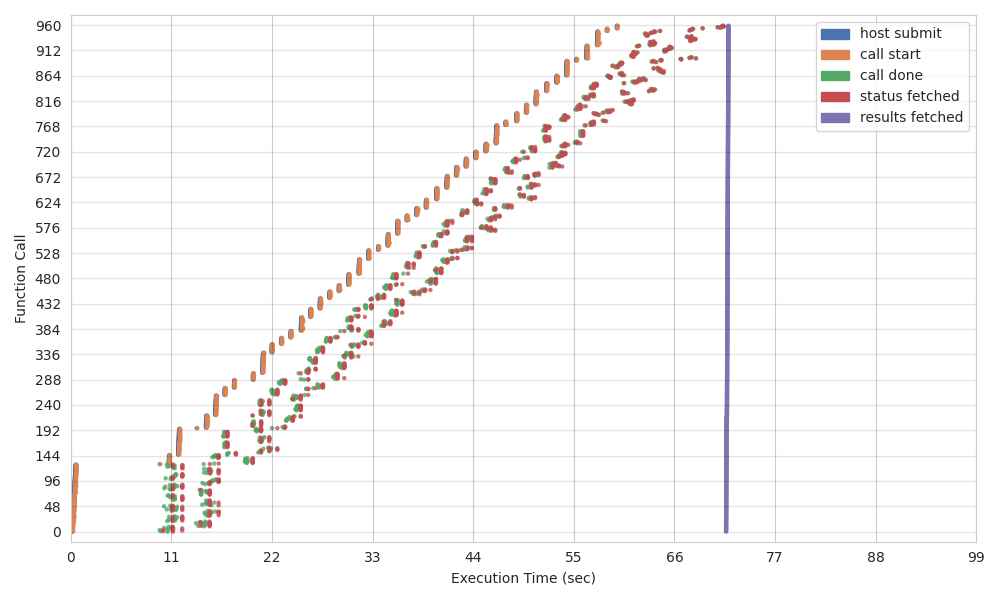 960
912
864
816
768
720
672
624
576
528
480
432
384
336
288
240
192
144
96
48
0
Function Call
host submit
call start
call done
status fetched
results fetched
0 11 22 33 44 55 66 77 88 99
Execution Time (sec)